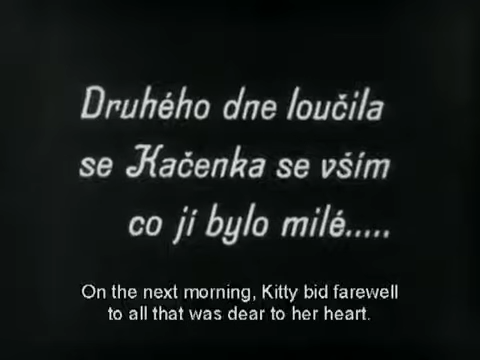 Druhého dne loučila
se Kačenka se vším
co jí bylo milé.....
On the next morning, Kitty bid farewell
to all that was dear to her heart.